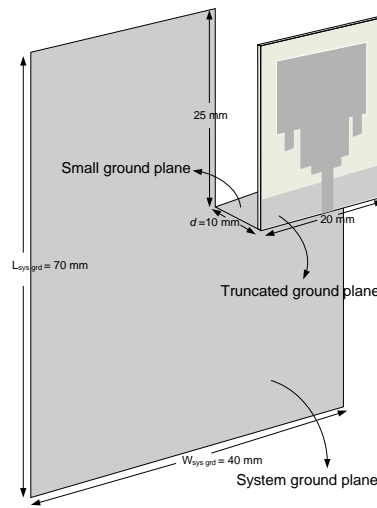 25 mm
Small ground plane
d=10 mm
20 mm
Lsys grd = 70 mm
Truncated ground plane
Wsys grd = 40 mm
System ground plane